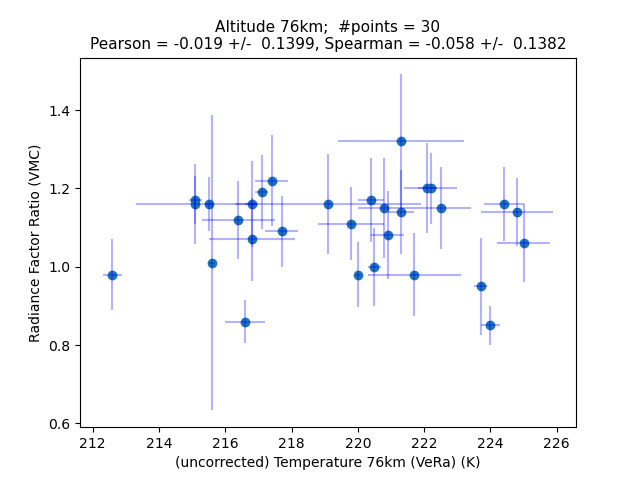 Altitude 76km;  #points = 30
Pearson = -0.019 +/-  0.1399, Spearman = -0.058 +/-  0.1382
Radiance Factor Ratio (VMC)
1.4
1.2
1.0
0.8
0.6
212 214 216 218 220 222 224 226
(uncorrected) Temperature 76km (VeRa) (K)